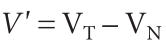 V′ = V_T − V_N